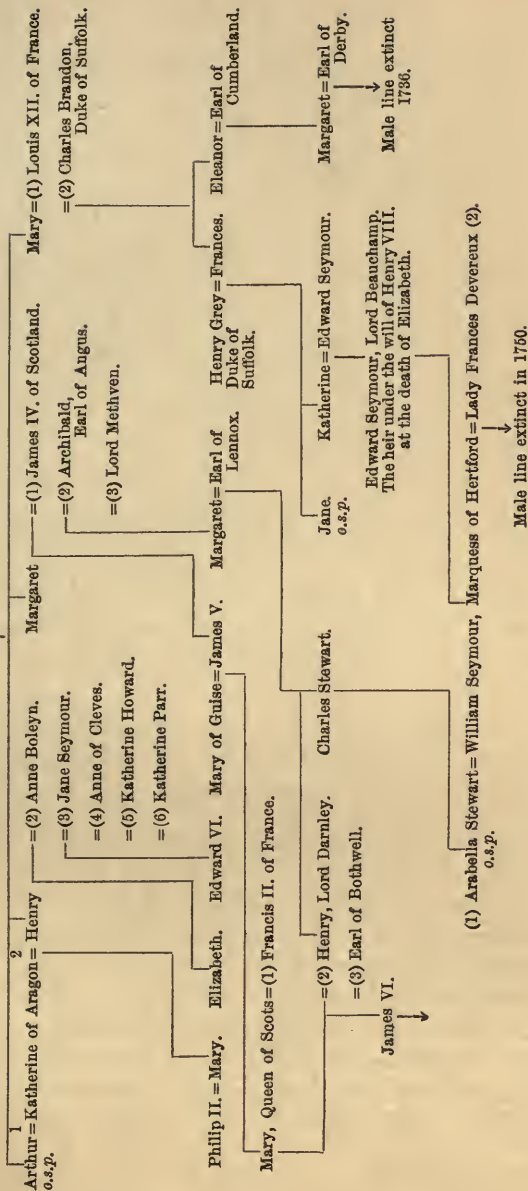 1 2
Arthur=Katherine of Aragon=Henry =(2) Anne Boleyn.
o.s.p.
=(3) Jane Seymour.
=(4) Anne of Cleves.
=(5) Katherine Howard.
=(6) Katherine Parr.
Margaret =(1) James IV. of Scotland.
=(2) Archibald,
Earl of Angus.
=(3) Lord Methven.
Mary=(1) Louis XII. of France.
=(2) Charles Brandon,
Duke of Suffolk.
Philip II.=Mary. Elizabeth. Edward VI. Mary of Guise=James V. Margaret=Earl of
Lennox.
Henry Grey=Frances.
Duke of
Suffolk.
Eleanor=Earl of
Cumberland.
Mary, Queen of Scots=(1) Francis II. of France.
=(2) Henry, Lord Darnley.
=(3) Earl of Bothwell.
Charles Stewart.
Jane.
o.s.p.
Katherine=Edward Seymour.
Margaret=Earl of
Derby.
Edward Seymour, Lord Beauchamp.
The heir under the will of Henry VIII.
at the death of Elizabeth.
Male line extinct
1736.
James VI.
(1) Arabella Stewart=William Seymour, Marquess of Hertford=Lady Frances Devereux (2).
o.s.p.
Male line extinct in 1750.